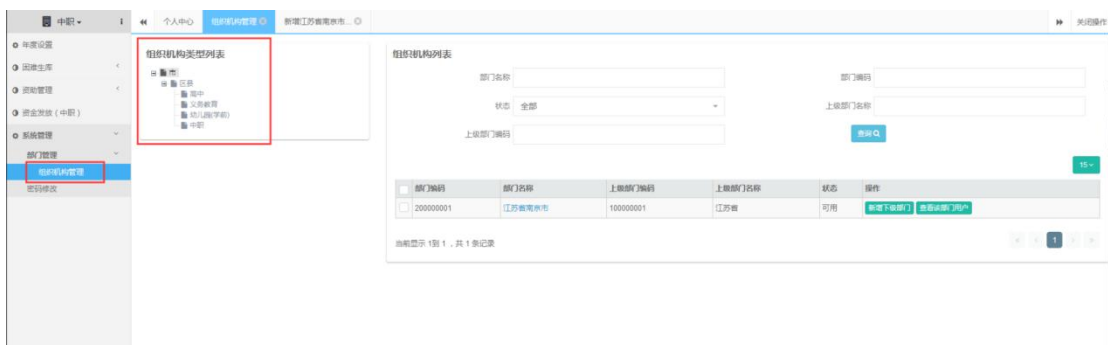 中职
个人中心
组织机构管理
新增江苏省南京市...
关闭操作
年度设置
困难生库
资助管理
资金发放（中职）
系统管理
部门管理
组织机构管理
密码修改
组织机构类型列表
市
区县
高中
义务教育
幼儿园(学前)
中职
组织机构列表
部门名称
部门编码
状态 全部
上级部门名称
上级部门编码
查询
15
部门编码 部门名称 上级部门编码 上级部门名称 状态 操作
200000001 江苏省南京市 100000001 江苏省 可用 新增下级部门 查看该部门用户
当前显示 1到 1 ，共 1 条记录
1